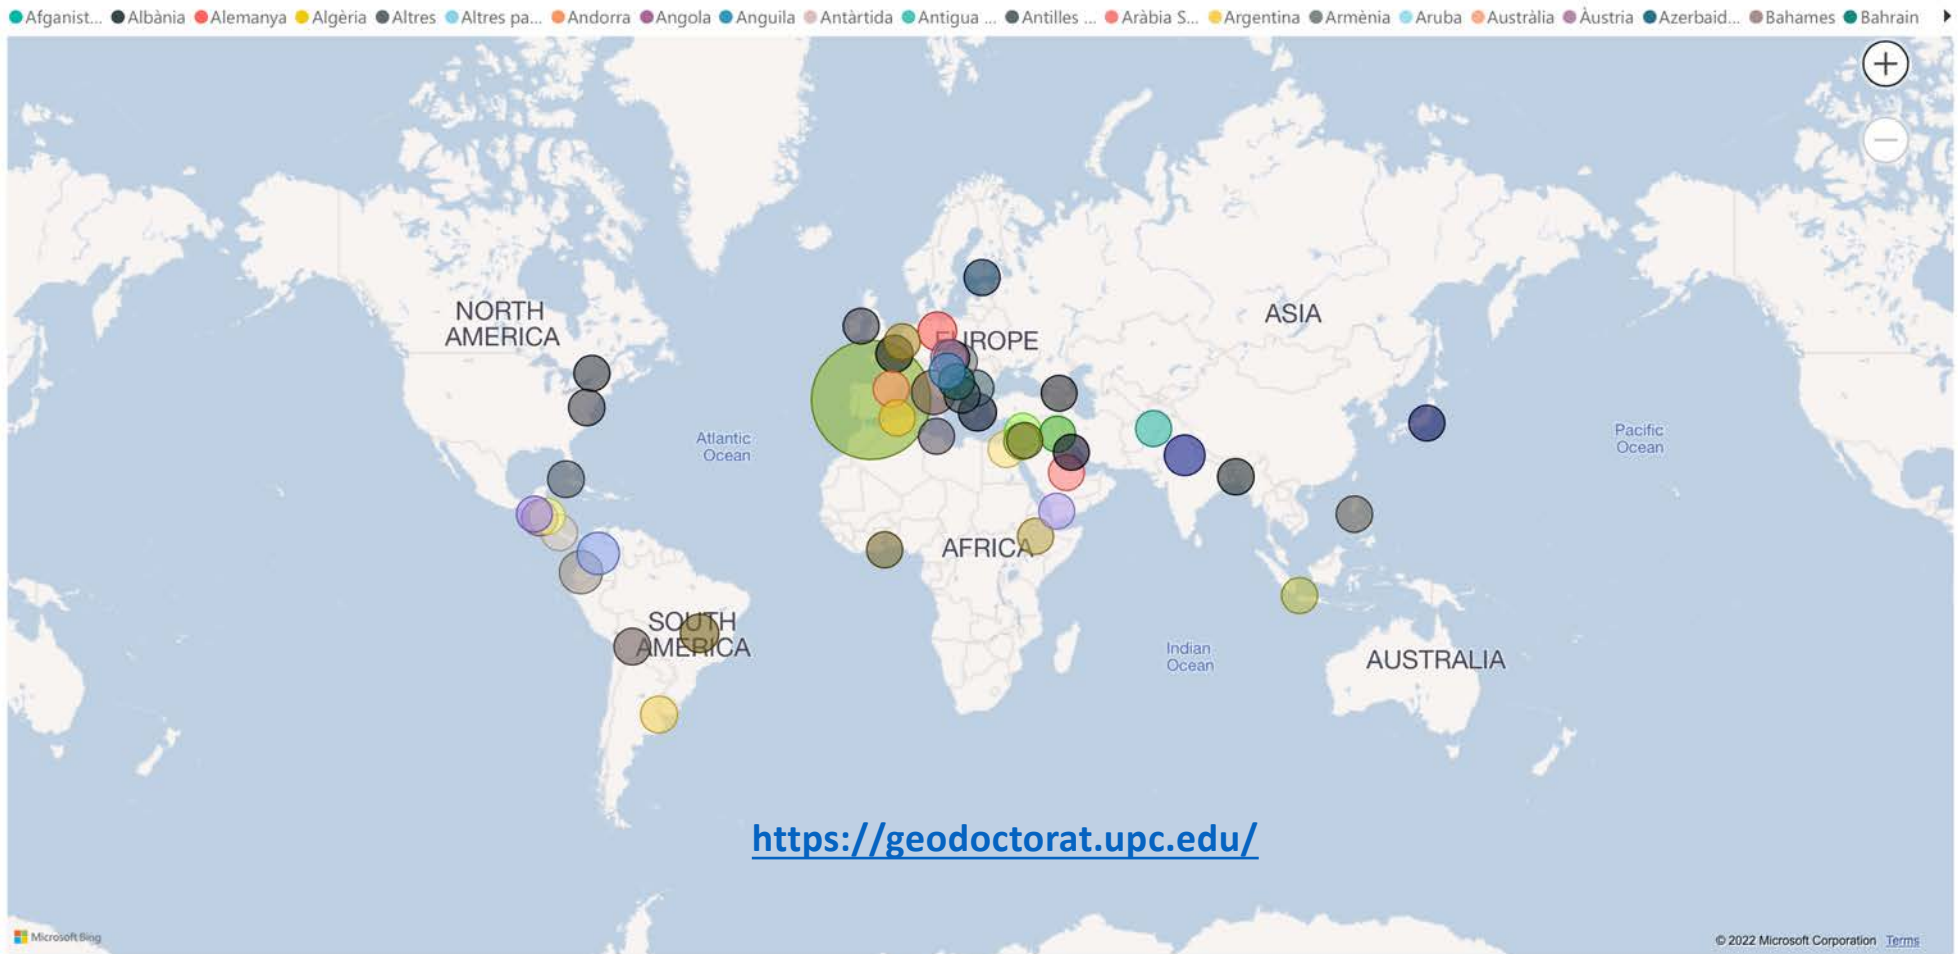 Afganist... Albània Alemanya Algèria Altres Altres pa... Andorra Angola Anguila Antàrtida Antigua ... Antilles ... Aràbia S... Argentina Armènia Aruba Austràlia Àustria Azerbaid... Bahames Bahrain
NORTH
AMERICA
EUROPE
ASIA
Atlantic
Ocean
Pacific
Ocean
AFRICA
SOUTH
AMERICA
Indian
Ocean
AUSTRALIA
https://geodoctorat.upc.edu/
Microsoft Bing
© 2022 Microsoft Corporation Terms